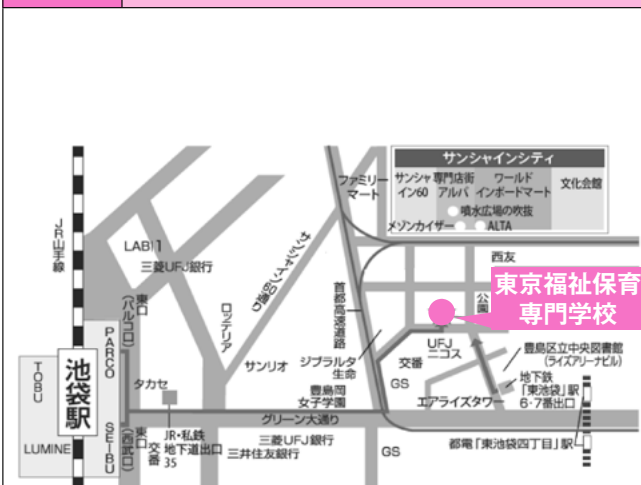 サンシャインシティ
サンシャ
イン60
専門店街
アルパ
ワールド
インポートマート
文化会館
噴水広場の吹抜
メゾンカイザー
ALTA
ファミリー
マート
JR山手線
LABI1
三菱UFJ銀行
サンシャイン60通り
西友
東口
(パルコ口)
ロッテリア
首都高速道路
公園
東京福祉保育
専門学校
PARCO
サンリオ
ジブラルタ
生命
UFJ
ニコス
交番
豊島区立中央図書館
(ライズアリーナビル)
TOBU
池袋駅
タカセ
豊島岡
女子学園
GS
エアライズタワー
地下鉄
「東池袋」駅
6・7番出口
グリーン大通り
SEIBU
東口
(西武口)
交番
JR・私鉄
地下道出口
35
三菱UFJ銀行
三井住友銀行
GS
都電「東池袋四丁目」駅
LUMINE